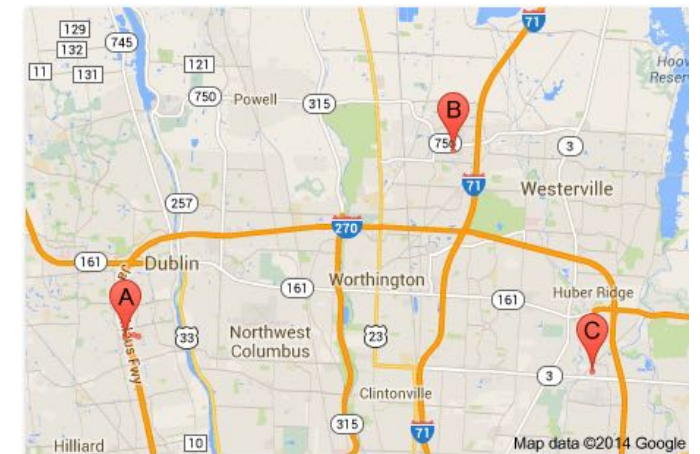 71
129
745
132
Hoov
11
131
121
Reser
750
Powell
315
B
750
3
71
Westerville
257
270
161
Dublin
Worthington
161
161
Huber Ridge
A
C
33
Northwest
Columbus
23
bus Fwy
3
Clintonville
315
71
Hilliard
10
Map data ©2014 Google